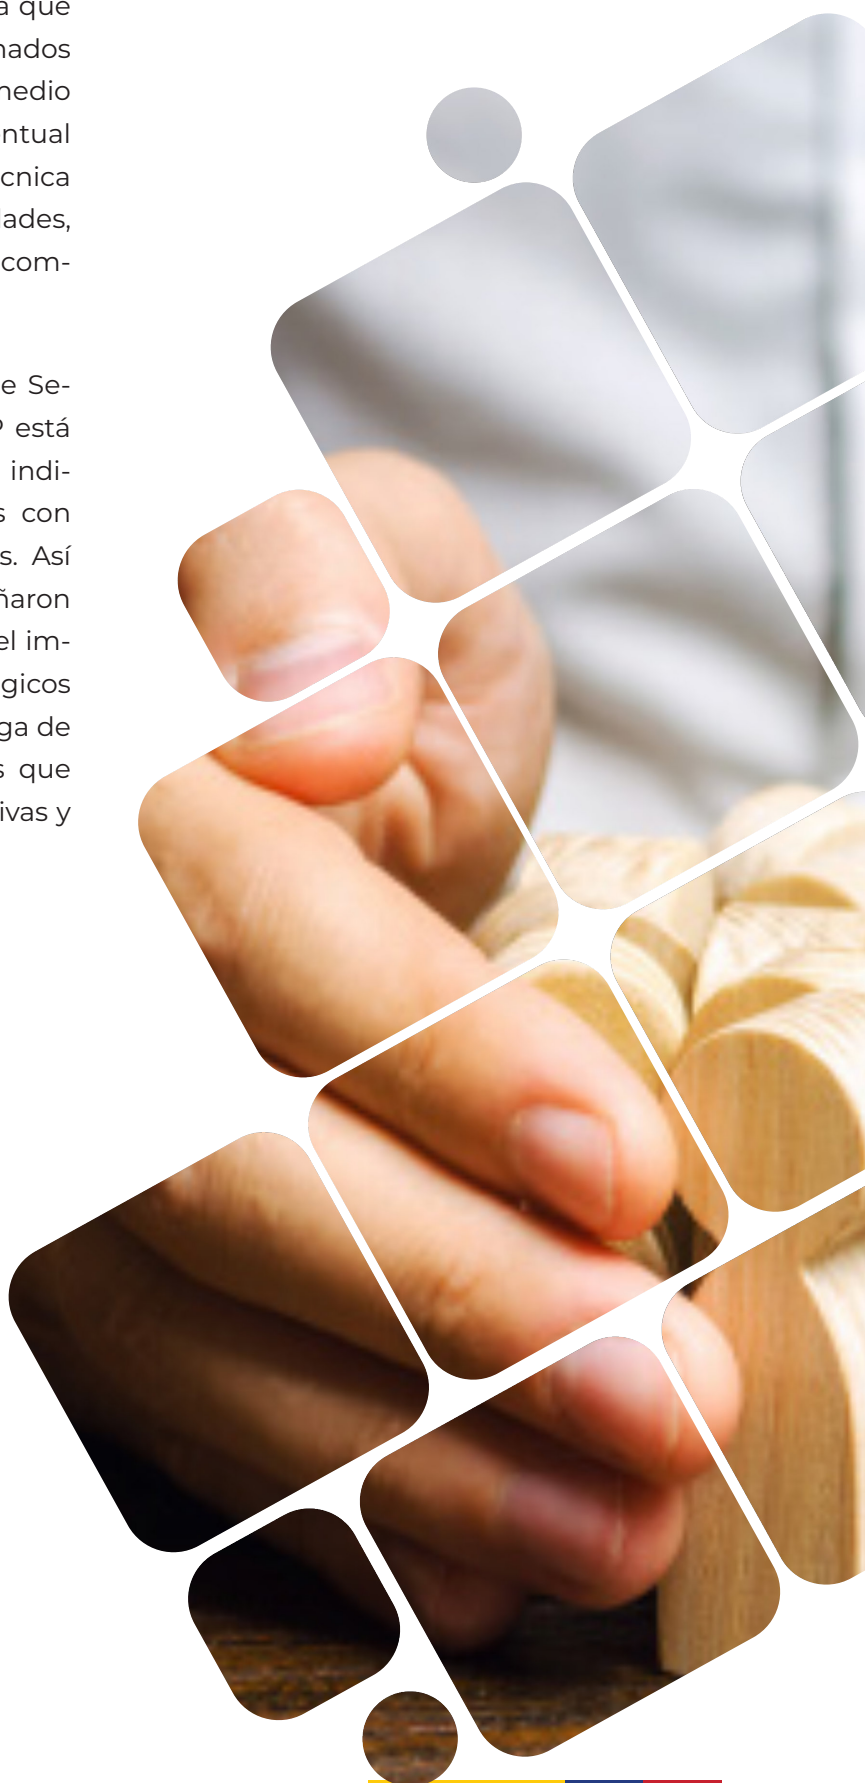 a que
nados
nedio
ntual
cnica
lades,
com-
e Se-
P está
indi-
s con
s. Así
ñaron
el im-
gicos
ga de
s que
ivas y